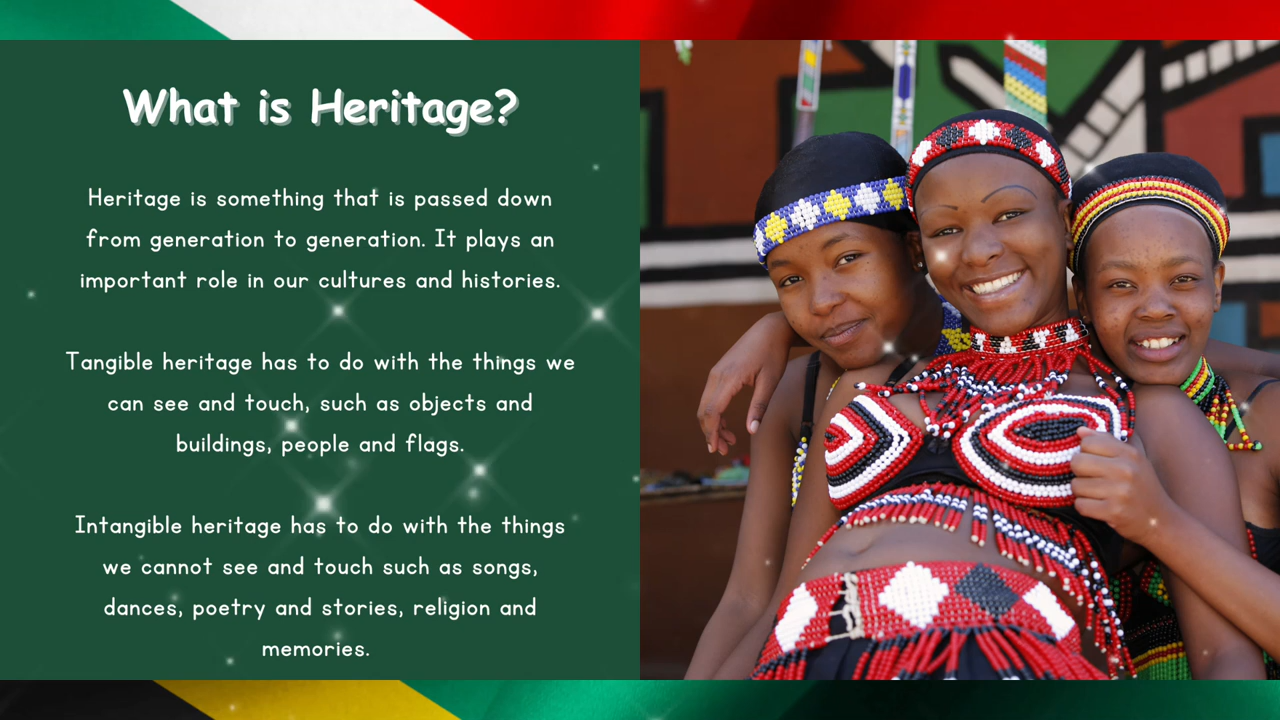 What is Heritage?
Heritage is something that is passed down
from generation to generation. It plays an
important role in our cultures and histories.
Tangible heritage has to do with the things we
can see and touch, such as objects and
buildings, people and flags.
Intangible heritage has to do with the things
we cannot see and touch such as songs,
dances, poetry and stories, religion and
memories.